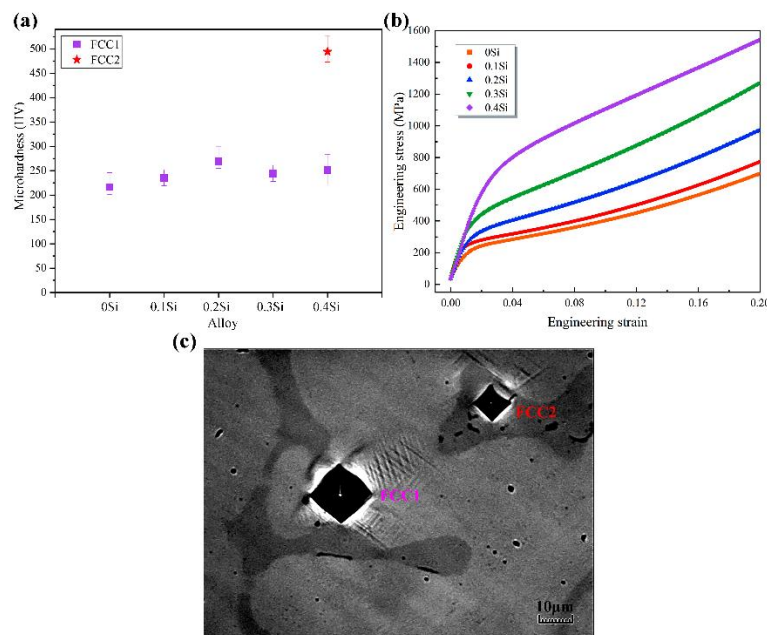 (a)
FCC1
FCC2
Microhardness (HV)
500
450
400
350
300
250
200
150
100
50
0
0Si
0.1Si
0.2Si
0.3Si
0.4Si
Alloy
(b)
0Si
0.1Si
0.2Si
0.3Si
0.4Si
Engineering stress (MPa)
1600
1400
1200
1000
800
600
400
200
0
0.00
0.04
0.08
0.12
0.16
0.20
Engineering strain
(c)
FCC2
FCC1
10μm